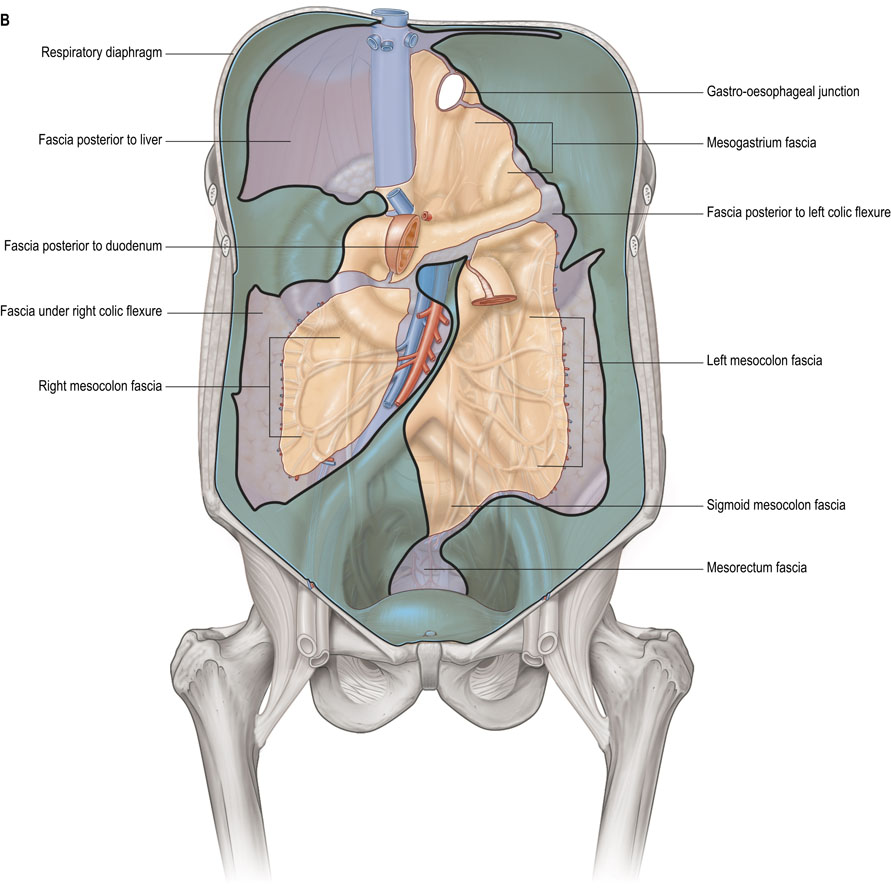 B
Respiratory diaphragm
Fascia posterior to liver
Fascia posterior to duodenum
Fascia under right colic flexure
Right mesocolon fascia
Gastro-oesophageal junction
Mesogastrium fascia
Fascia posterior to left colic flexure
Left mesocolon fascia
Sigmoid mesocolon fascia
Mesorectum fascia